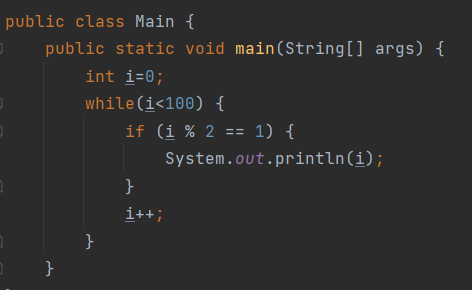 public class Main {
    public static void main(String[] args) {
        int i=0;
        while(i<100) {
            if (i % 2 == 1) {
                System.out.println(i);
            }
            i++;
        }
    }